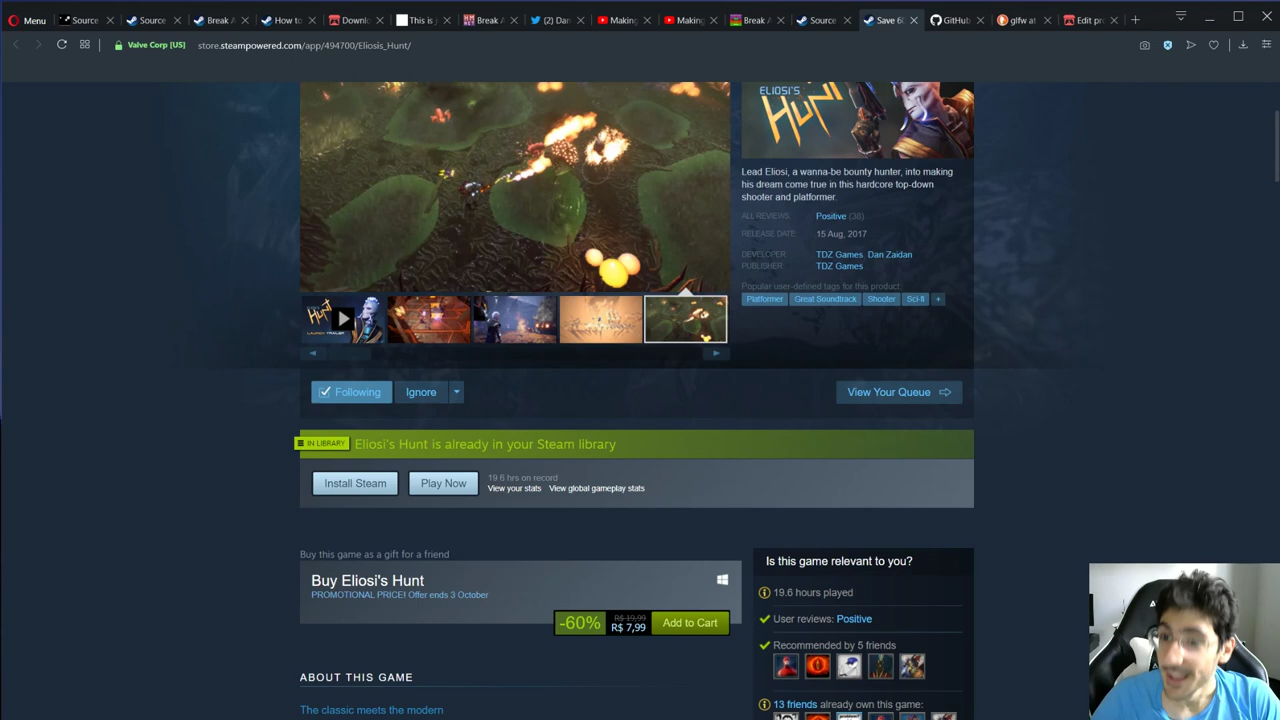 Menu
Source
Source
Break A
How to
Downlo
This is
Break A
Dan
Making
Making
Break A
Source
Save 60
GitHub
glfw at
Edit pro
Valve Corp [US]
store.steampowered.com/app/494700/Eliosis_Hunt/
ELIOSI'S
HUNT
Lead Eliosi, a wanna-be bounty hunter, into making
his dream come true in this hardcore top-down
shooter and platformer.
ALL REVIEWS: Positive (36)
RELEASE DATE: 15 Aug, 2017
DEVELOPER: TDZ Games, Dan Zaidan
PUBLISHER: TDZ Games
Popular user-defined tags for this product:
Platformer Great Soundtrack Shooter Sci-fi +
Following Ignore
View Your Queue
IN LIBRARY Eliosi's Hunt is already in your Steam library
Install Steam Play Now
19.6 hrs on record
View your stats View global gameplay stats
Buy this game as a gift for a friend
Buy Eliosi's Hunt
PROMOTIONAL PRICE! Offer ends 3 October
-60% R$ 19,99 R$ 7,99 Add to Cart
Is this game relevant to you?
19.6 hours played
User reviews: Positive
Recommended by 5 friends
13 friends already own this game:
ABOUT THIS GAME
The classic meets the modern